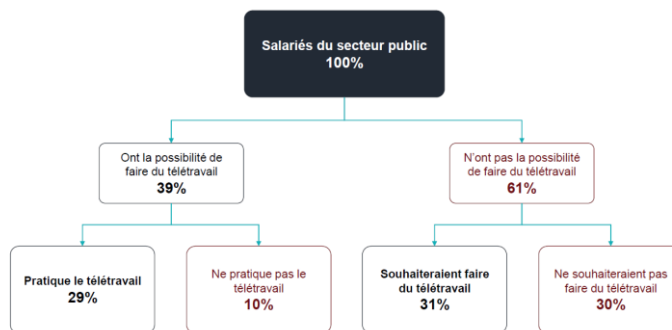 Salariés du secteur public
100%
Ont la possibilité de
faire du télétravail
39%
N'ont pas la possibilité
de faire du télétravail
61%
Pratique le télétravail
29%
Ne pratique pas le
télétravail
10%
Souhaiteraient faire
du télétravail
31%
Ne souhaiteraient pas
faire du télétravail
30%